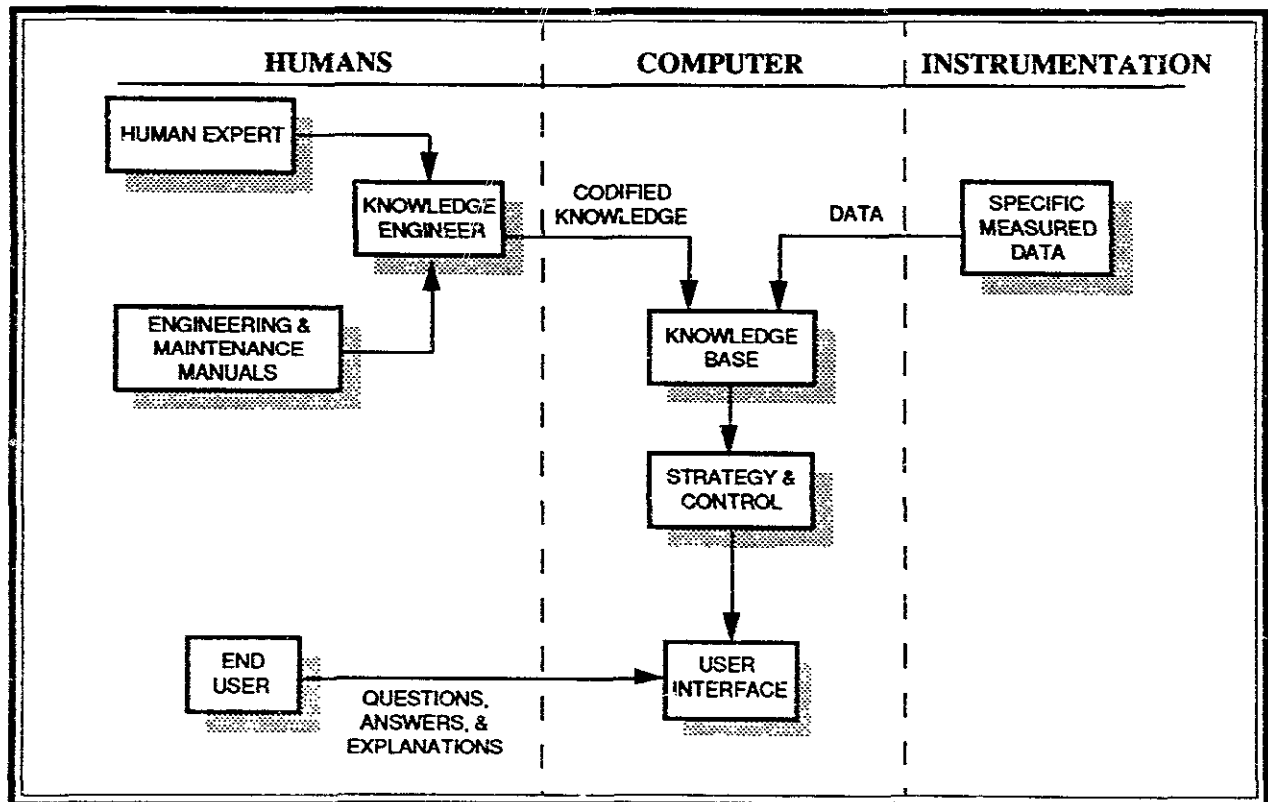 HUMANS
COMPUTER
INSTRUMENTATION
HUMAN EXPERT
KNOWLEDGE
ENGINEER
CODIFIED
KNOWLEDGE
DATA
SPECIFIC
MEASURED
DATA
ENGINEERING &
MAINTENANCE
MANUALS
KNOWLEDGE
BASE
STRATEGY &
CONTROL
END
USER
USER
INTERFACE
QUESTIONS,
ANSWERS, &
EXPLANATIONS